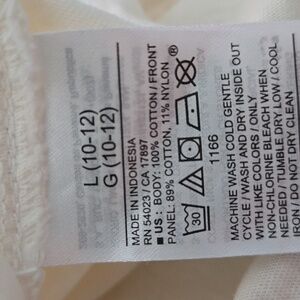 L (10-12)
G (10-12)
MADE IN INDONESIA
RN 54023 / CA 17897
■ US : BODY: 100% COTTON / FRONT
PANEL: 89% COTTON, 11% NYLON
®
30
1166
MACHINE WASH COLD GENTLE
CYCLE / WASH AND DRY INSIDE OUT
WITH LIKE COLORS / ONLY
NON-CHLORINE BLEACH WHEN
NEEDED / TUMBLE DRY LOW / COOL
IRON / DO NOT DRY CLEAN